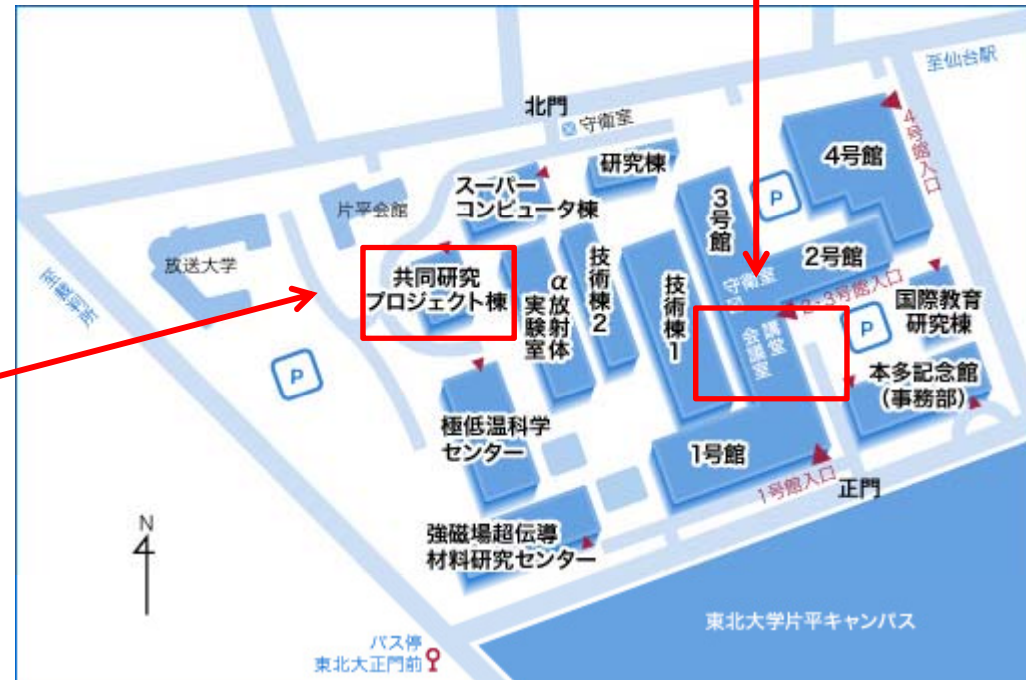 至仙台駅
北門
守衛室
4号館入口
4号館
研究棟
スーパー
コンピュータ棟
片平会館
3号館
P
放送大学
共同研究
プロジェクト棟
α放射体
実験室
技術棟2
技術棟1
守衛室
2号館
2・3号館入口
国際教育
研究棟
至裁判所
P
講堂
会議室
P
本多記念館
(事務部)
極低温科学
センター
1号館
1号館入口
正門
強磁場超伝導
材料研究センター
N
東北大学片平キャンパス
バス停
東北大正門前